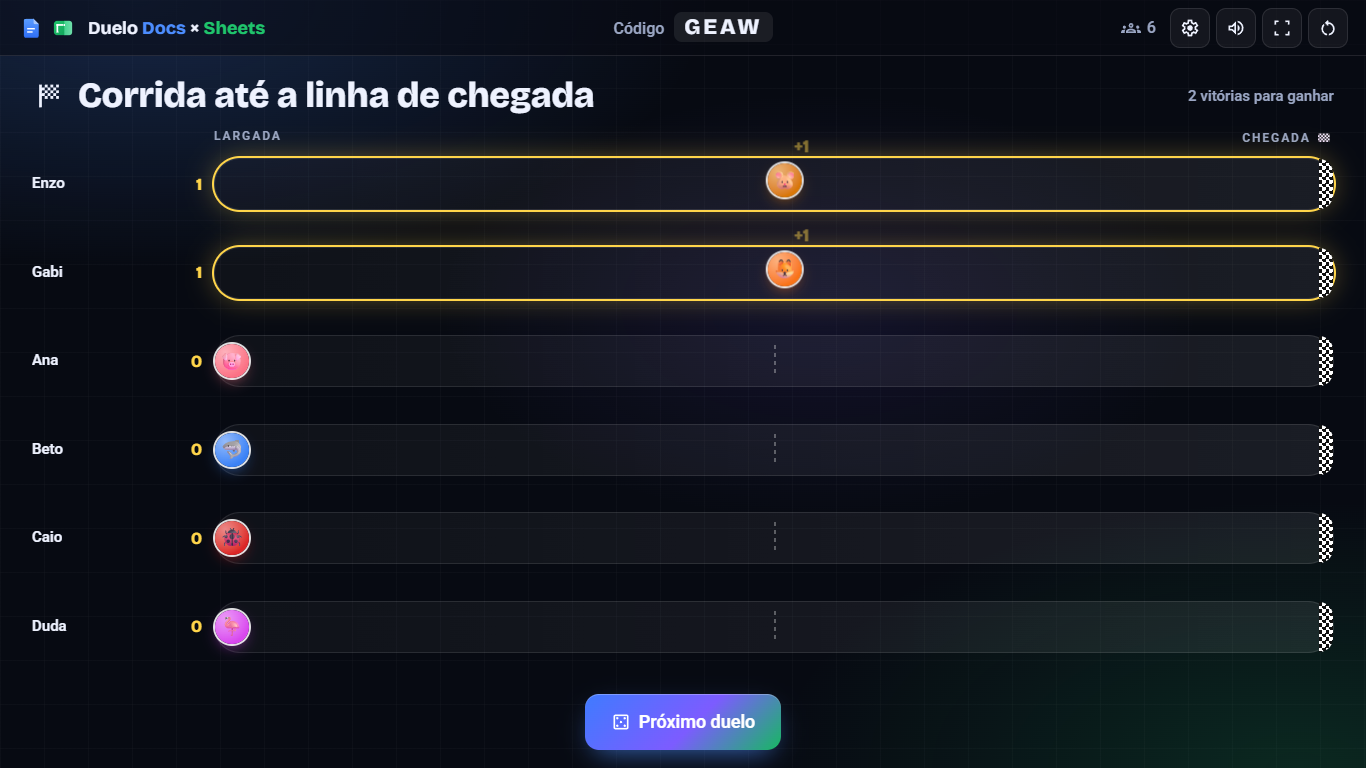 Duelo Docs × Sheets
Código GEAW
6
Corrida até a linha de chegada
2 vitórias para ganhar
LARGADA
CHEGADA
+1
Enzo 1
+1
Gabi 1
Ana 0
Beto 0
Caio 0
Duda 0
Próximo duelo